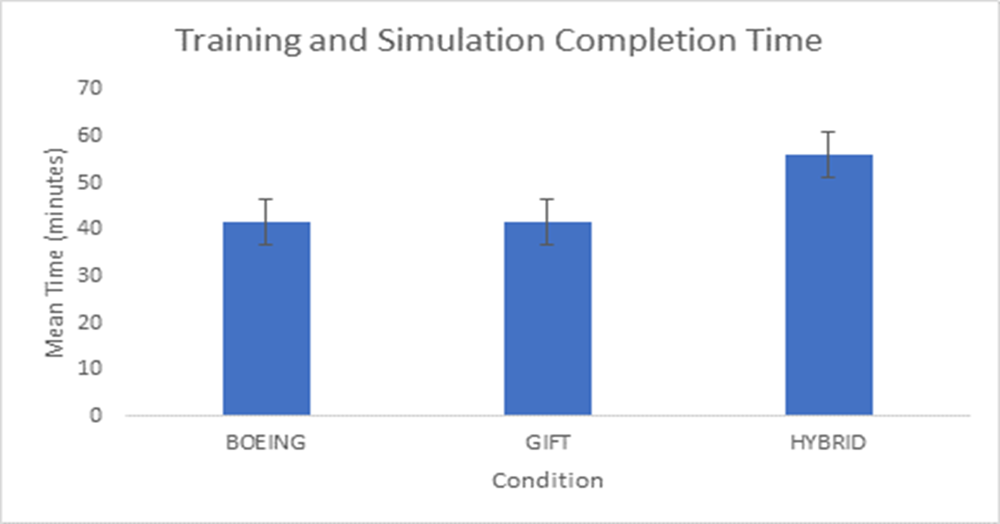 Training and Simulation Completion Time
70
60
50
40
30
20
10
0
Mean Time (minutes)
BOEING
GIFT
HYBRID
Condition